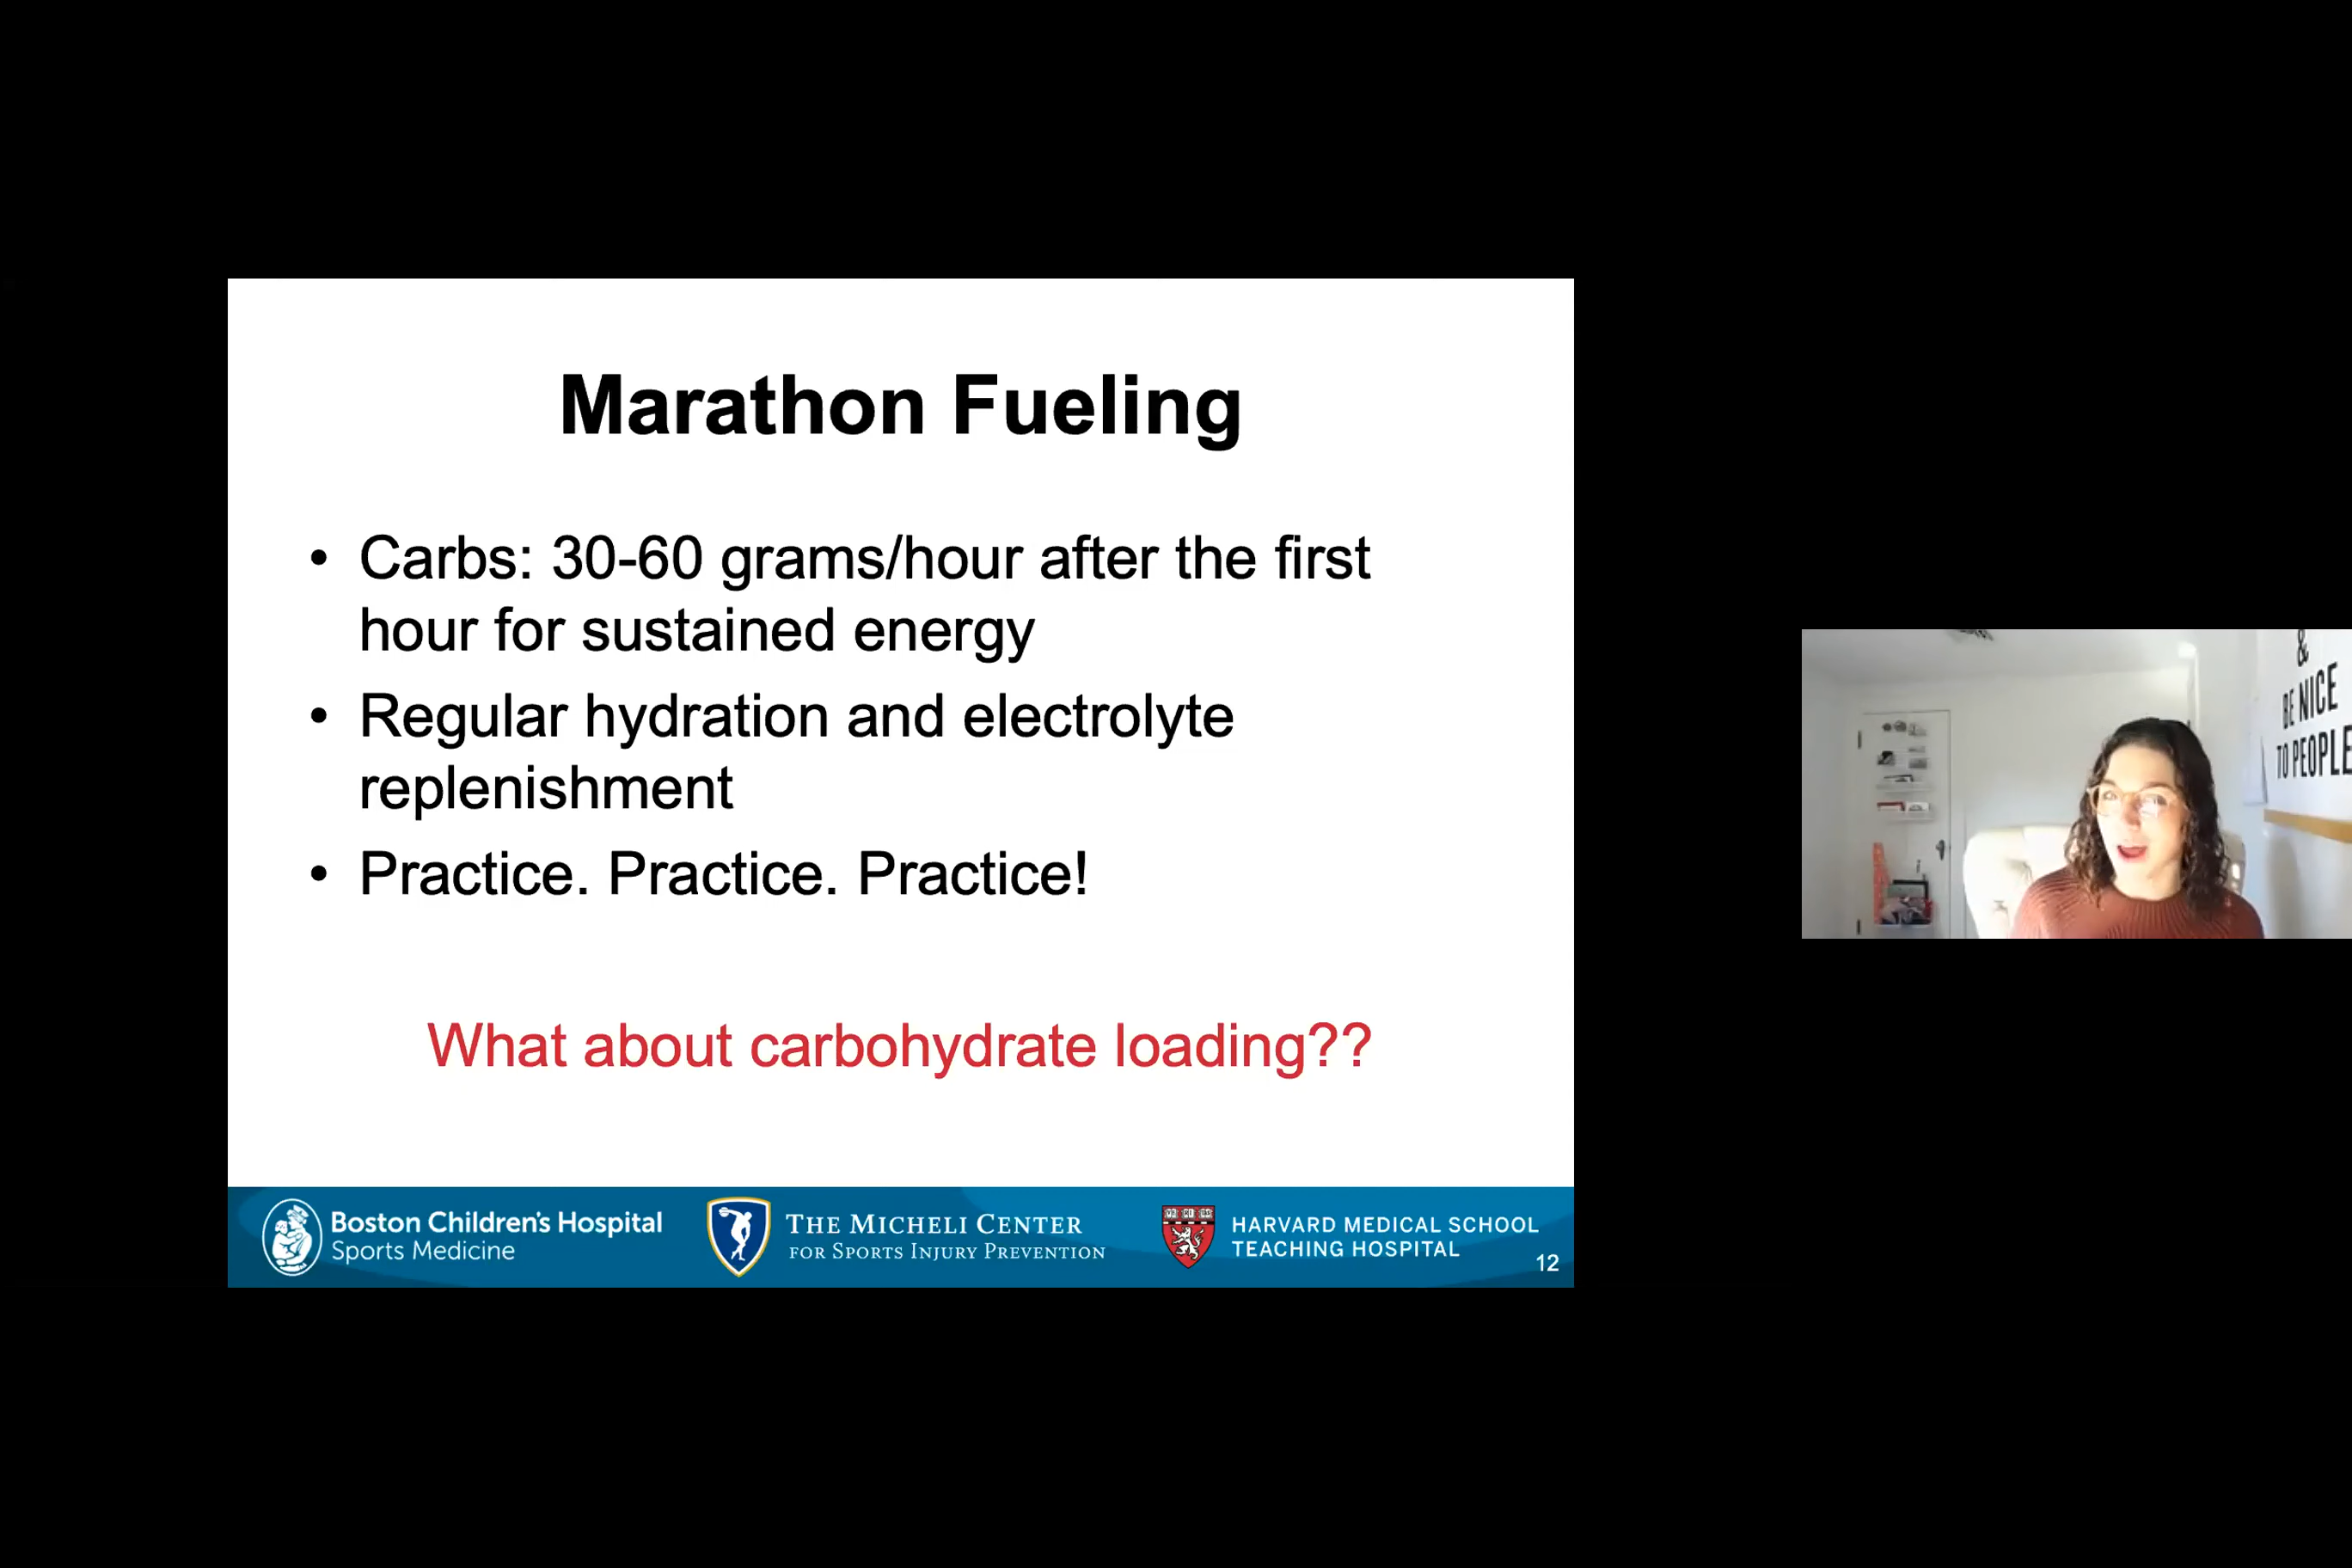 Marathon Fueling
• Carbs: 30-60 grams/hour after the first
hour for sustained energy
• Regular hydration and electrolyte
replenishment
• Practice. Practice. Practice!
What about carbohydrate loading??
Boston Children's Hospital
Sports Medicine
THE MICHELI CENTER
FOR SPORTS INJURY PREVENTION
HARVARD MEDICAL SCHOOL
TEACHING HOSPITAL
12
&
BE NICE
TO PEOPLE